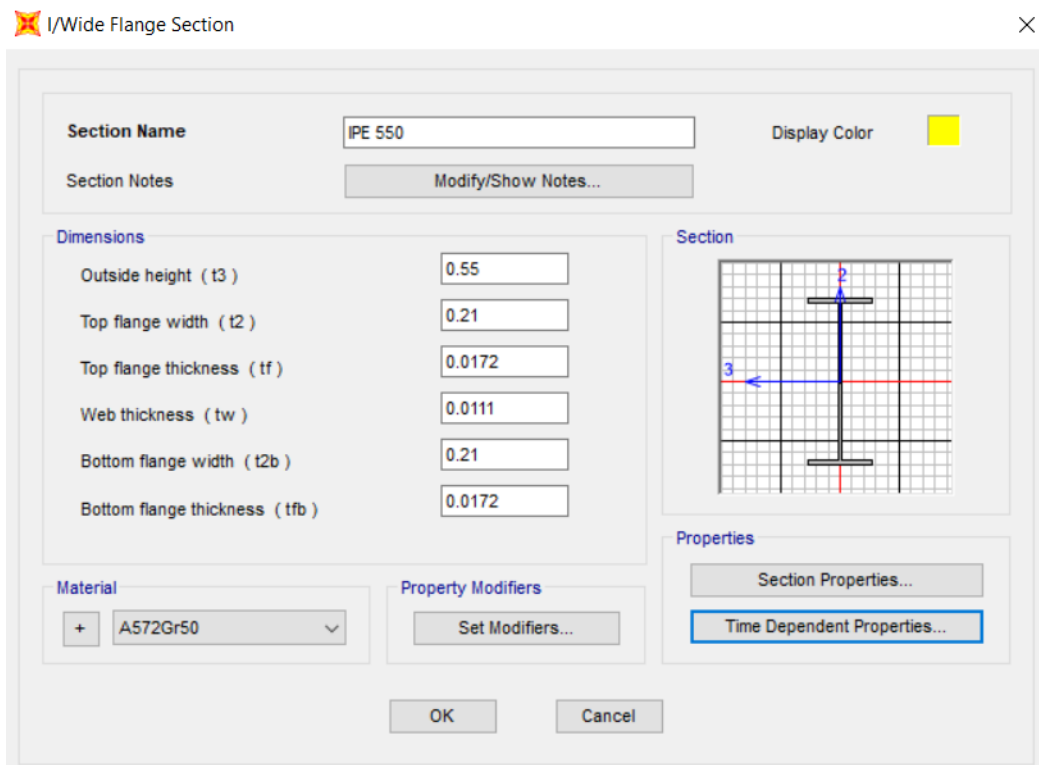 I/Wide Flange Section
Section Name IPE 550 Display Color
Section Notes Modify/Show Notes...
Dimensions
Outside height ( t3 ) 0.55
Top flange width ( t2 ) 0.21
Top flange thickness ( tf ) 0.0172
Web thickness ( tw ) 0.0111
Bottom flange width ( t2b ) 0.21
Bottom flange thickness ( tfb ) 0.0172
Section
2
3
Material
+ A572Gr50
Property Modifiers
Set Modifiers...
Properties
Section Properties...
Time Dependent Properties...
OK Cancel